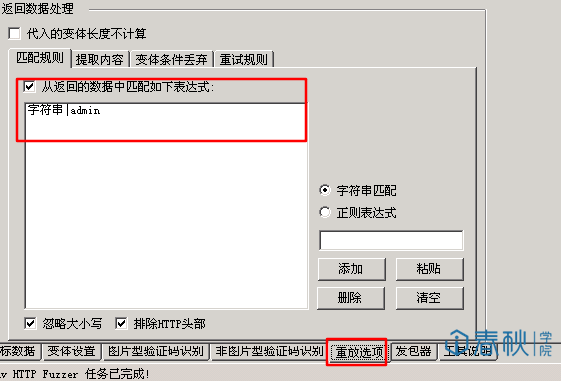 返回数据处理
代入的变体长度不计算
匹配规则 提取内容 变体条件丢弃 重试规则
从返回的数据中匹配如下表达式:
字符串|admin
字符串匹配
正则表达式
添加 粘贴
删除 清空
忽略大小写 排除HTTP头部
标数据 变体设置 图片型验证码识别 非图片型验证码识别 重放选项 发包器 工具说明
春秋学院
v HTTP Fuzzer 任务已完成!